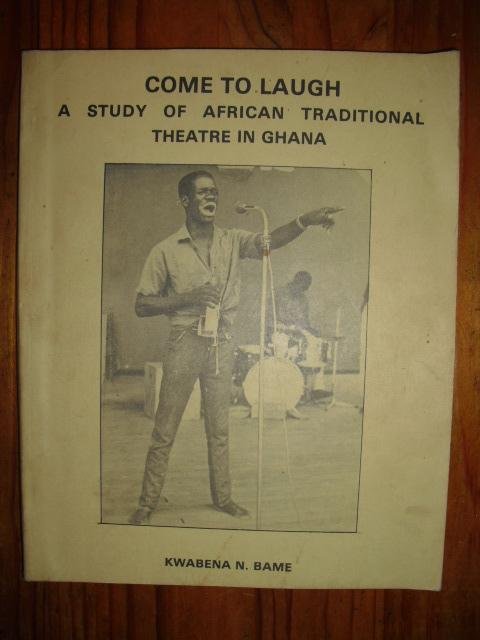 COME TO LAUGH
A STUDY OF AFRICAN TRADITIONAL
THEATRE IN GHANA
KWABENA N. BAME